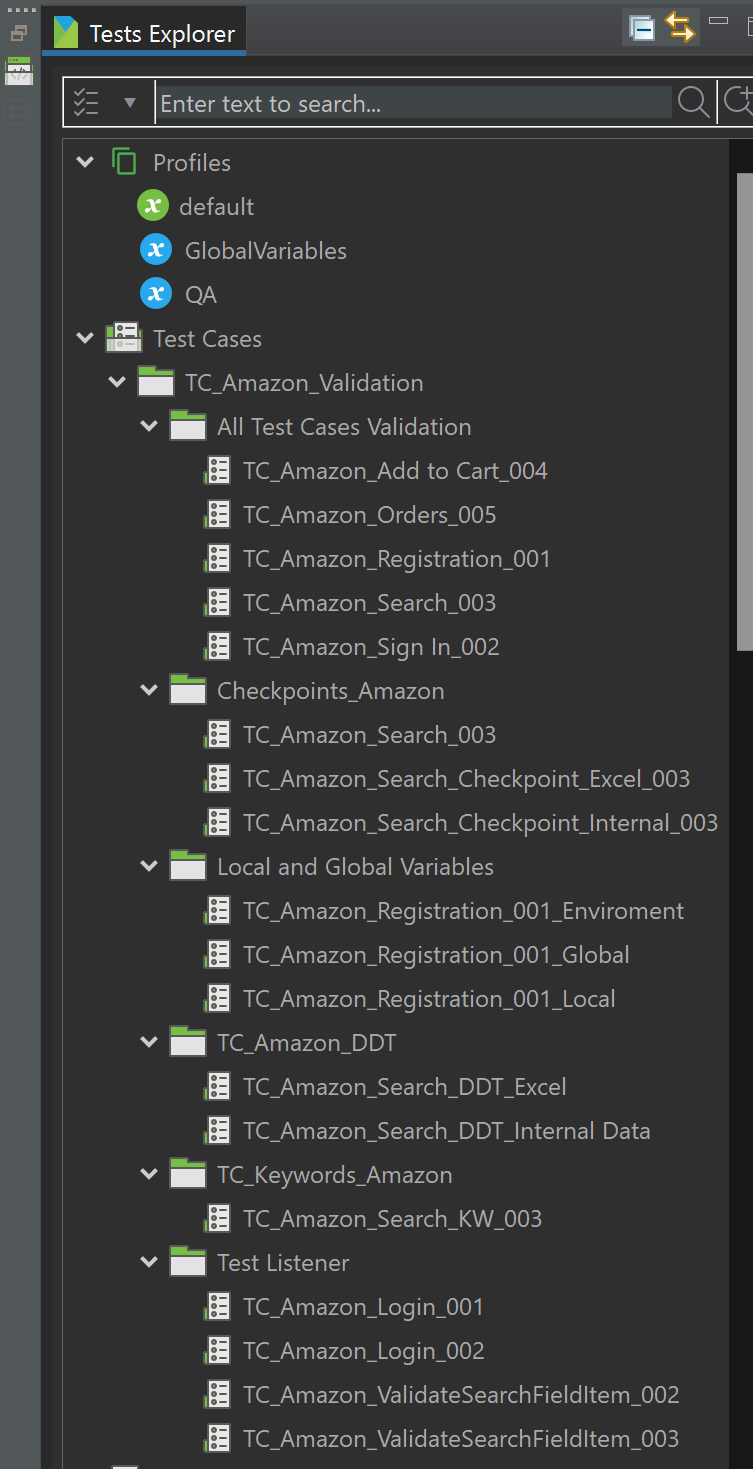 Tests Explorer
Enter text to search...
Profiles
default
GlobalVariables
QA
Test Cases
TC_Amazon_Validation
All Test Cases Validation
TC_Amazon_Add to Cart_004
TC_Amazon_Orders_005
TC_Amazon_Registration_001
TC_Amazon_Search_003
TC_Amazon_Sign In_002
Checkpoints_Amazon
TC_Amazon_Search_003
TC_Amazon_Search_Checkpoint_Excel_003
TC_Amazon_Search_Checkpoint_Internal_003
Local and Global Variables
TC_Amazon_Registration_001_Enviroment
TC_Amazon_Registration_001_Global
TC_Amazon_Registration_001_Local
TC_Amazon_DDT
TC_Amazon_Search_DDT_Excel
TC_Amazon_Search_DDT_Internal Data
TC_Keywords_Amazon
TC_Amazon_Search_KW_003
Test Listener
TC_Amazon_Login_001
TC_Amazon_Login_002
TC_Amazon_ValidateSearchFieldItem_002
TC_Amazon_ValidateSearchFieldItem_003